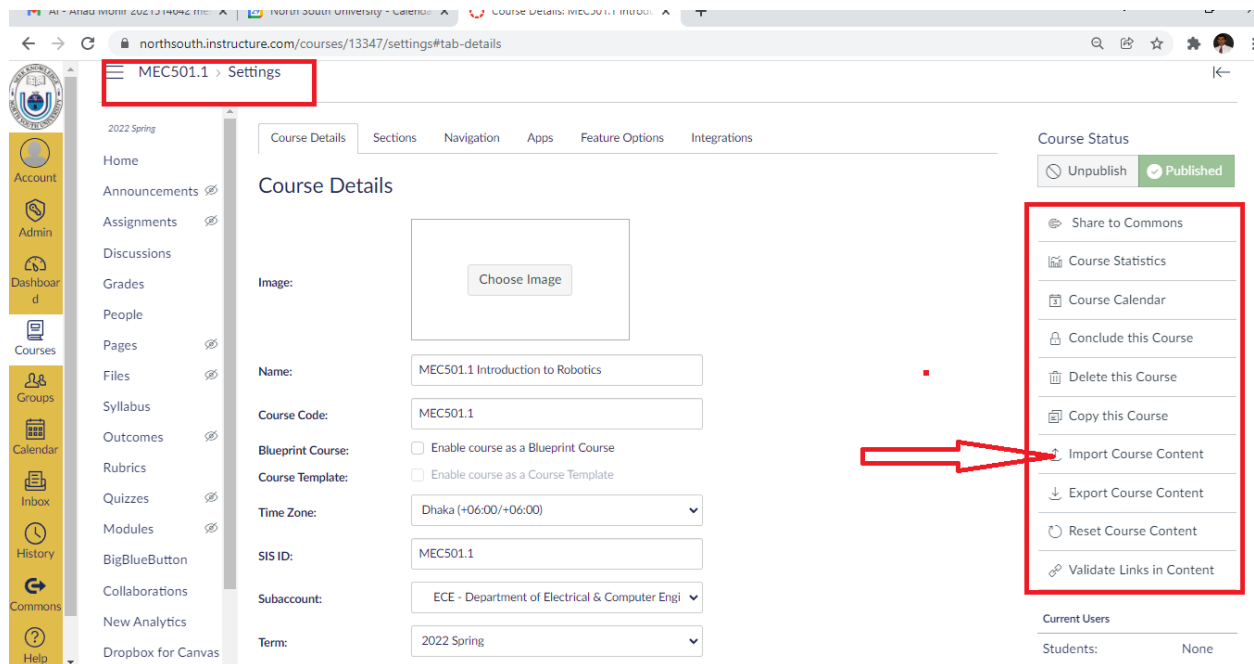 Al - Ahad Mohir 2021514642 me
North South University - Calenda
Course Details: MEC501.1 Introdu
northsouth.instructure.com/courses/13347/settings#tab-details
MEC501.1 › Settings
Account
Admin
Dashboar
d
Courses
Groups
Calendar
Inbox
History
Commons
Help
2022 Spring
Home
Announcements
Assignments
Discussions
Grades
People
Pages
Files
Syllabus
Outcomes
Rubrics
Quizzes
Modules
BigBlueButton
Collaborations
New Analytics
Dropbox for Canvas
Course Details Sections Navigation Apps Feature Options Integrations
Course Details
Image: Choose Image
Name: MEC501.1 Introduction to Robotics
Course Code: MEC501.1
Blueprint Course: Enable course as a Blueprint Course
Course Template: Enable course as a Course Template
Time Zone: Dhaka (+06:00/+06:00)
SIS ID: MEC501.1
Subaccount: ECE - Department of Electrical & Computer Engi
Term: 2022 Spring
Course Status
Unpublish Published
Share to Commons
Course Statistics
Course Calendar
Conclude this Course
Delete this Course
Copy this Course
Import Course Content
Export Course Content
Reset Course Content
Validate Links in Content
Current Users
Students: None